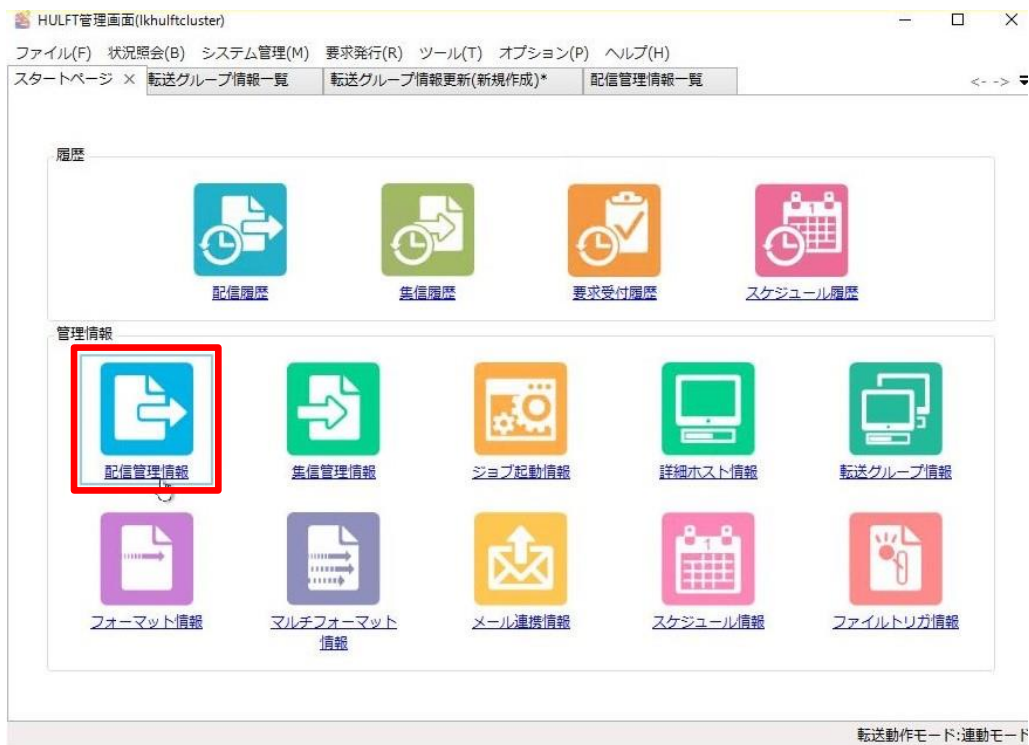 HULFT管理画面(lkhulftcluster)
ファイル(F) 状況照会(B) システム管理(M) 要求発行(R) ツール(T) オプション(P) ヘルプ(H)
スタートページ × 転送グループ情報一覧 転送グループ情報更新(新規作成)* 配信管理情報一覧 <- ->
履歴
1
配信履歴 集信履歴 要求受付履歴 スケジュール履歴
管理情報
配信管理情報 集信管理情報 ジョブ起動情報 詳細ホスト情報 転送グループ情報
1
フォーマット情報 マルチフォーマット メール連携情報 スケジュール情報 ファイルトリガ情報
情報
転送動作モード:連動モード